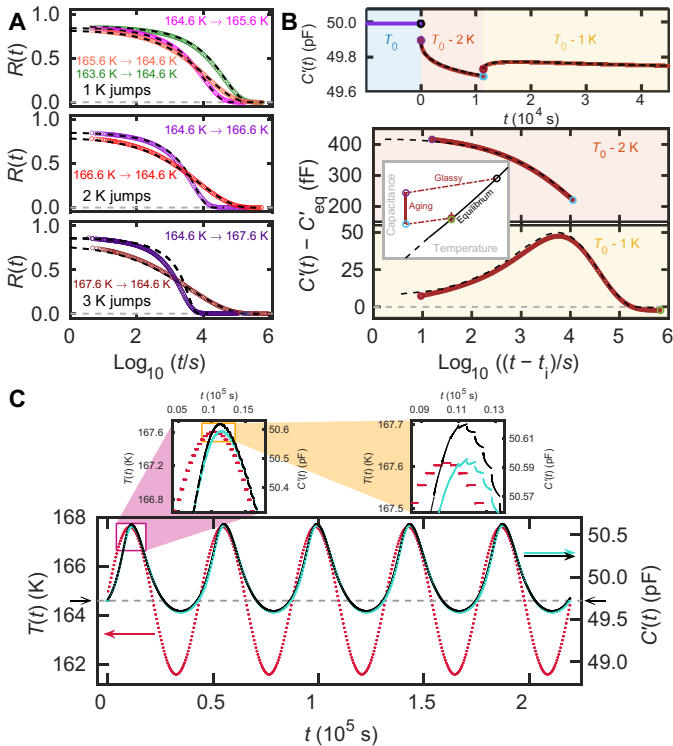 A
R(t)
1.0
0.5
0.0
164.6 K → 165.6 K
165.6 K → 164.6 K
163.6 K → 164.6 K
1 K jumps
R(t)
1.0
0.5
0.0
164.6 K → 166.6 K
166.6 K → 164.6 K
2 K jumps
R(t)
1.0
0.5
0.0
164.6 K → 167.6 K
167.6 K → 164.6 K
3 K jumps
0 2 4 6
Log10 (t/s)
B
C′(t) (pF)
50.0
49.8
49.6
T0
T0 - 2K
T0 - 1K
0 1 2 3 4
t (10^4 s)
C′(t) − C′eq (fF)
400
300
200
50
25
0
T0 - 2K
T0 - 1K
Capacitance
Glassy
Aging
Equilibrium
Temperature
0 1 2 3 4 5 6
Log10 ((t − ti)/s)
C
t (10^5 s)
0.05 0.1 0.15
T(t) (K)
167.6
167.2
166.8
50.6
50.5
50.4
C′(t) (pF)
t (10^5 s)
0.09 0.11 0.13
T(t) (K)
167.7
167.6
167.5
50.61
50.59
50.57
C′(t) (pF)
T(t) (K)
168
166
164
162
50.5
50.0
49.5
49.0
C′(t) (pF)
0 0.5 1 1.5 2
t (10^5 s)